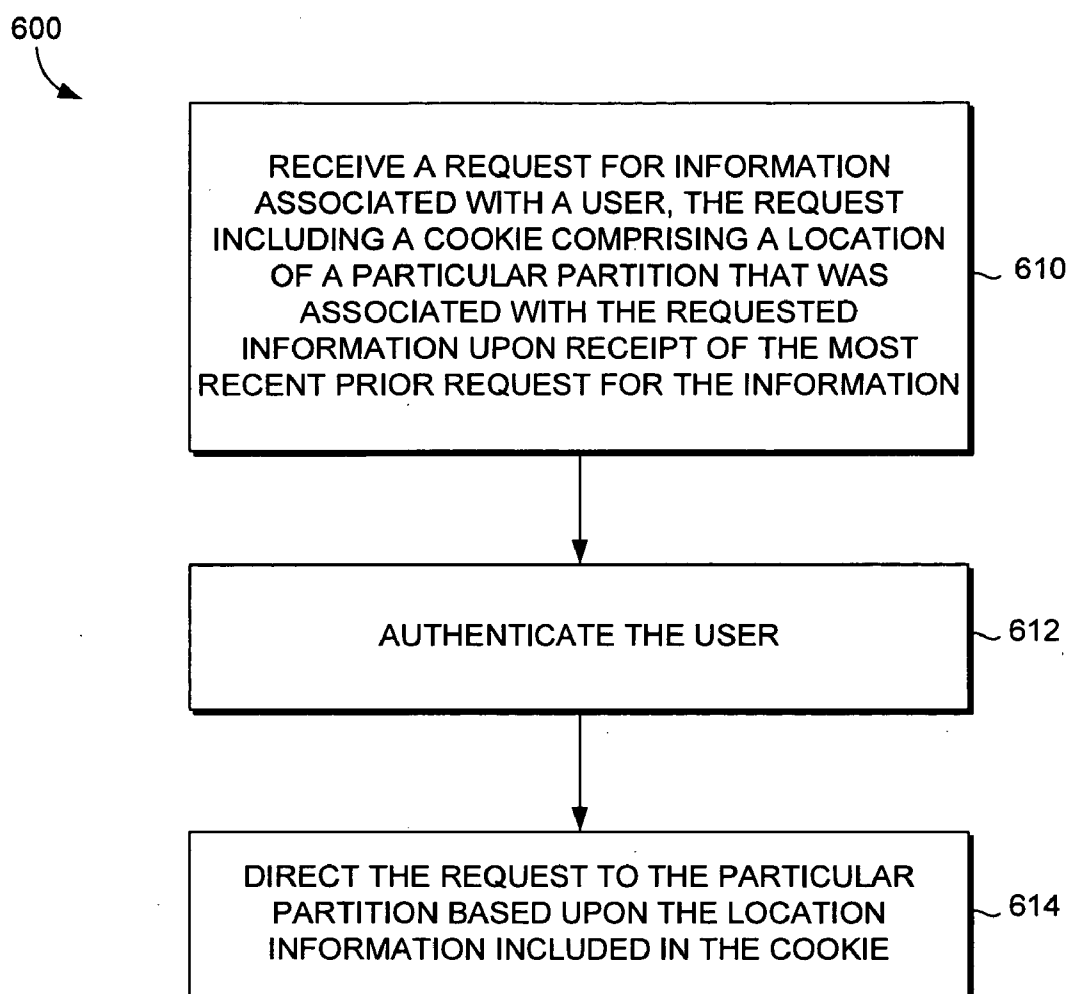 600
RECEIVE A REQUEST FOR INFORMATION
ASSOCIATED WITH A USER, THE REQUEST
INCLUDING A COOKIE COMPRISING A LOCATION
OF A PARTICULAR PARTITION THAT WAS
ASSOCIATED WITH THE REQUESTED
INFORMATION UPON RECEIPT OF THE MOST
RECENT PRIOR REQUEST FOR THE INFORMATION
610
AUTHENTICATE THE USER
612
DIRECT THE REQUEST TO THE PARTICULAR
PARTITION BASED UPON THE LOCATION
INFORMATION INCLUDED IN THE COOKIE
614